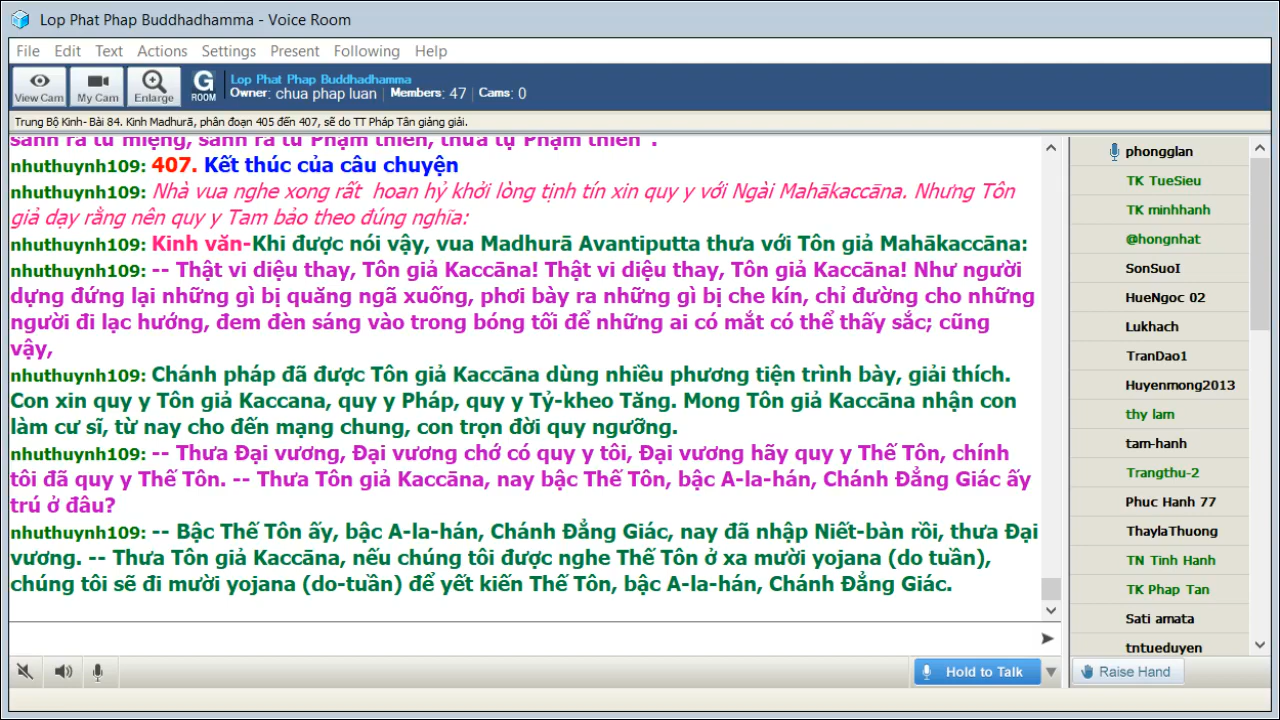 Lop Phat Phap Buddhadhamma - Voice Room
File Edit Text Actions Settings Present Following Help
View Cam My Cam Enlarge G ROOM
Lop Phat Phap Buddhadhamma
Owner: chua phap luan Members: 47 Cams: 0
Trung Bộ Kinh- Bài 84. Kinh Madhurā, phân đoạn 405 đến 407, sẽ do TT Pháp Tân giảng giải.
sanh ra từ miệng, sanh ra từ Phạm thiên, thừa tự Phạm thiên".
nhuthuynh109: 407. Kết thúc của câu chuyện
nhuthuynh109: Nhà vua nghe xong rất hoan hỷ khởi lòng tịnh tín xin quy y với Ngài Mahākaccāna. Nhưng Tôn
giả dạy rằng nên quy y Tam bảo theo đúng nghĩa:
nhuthuynh109: Kinh văn-Khi được nói vậy, vua Madhurā Avantiputta thưa với Tôn giả Mahākaccāna:
nhuthuynh109: -- Thật vi diệu thay, Tôn giả Kaccāna! Thật vi diệu thay, Tôn giả Kaccāna! Như người
dựng đứng lại những gì bị quăng ngã xuống, phơi bày ra những gì bị che kín, chỉ đường cho những
người đi lạc hướng, đem đèn sáng vào trong bóng tối để những ai có mắt có thể thấy sắc; cũng
vậy,
nhuthuynh109: Chánh pháp đã được Tôn giả Kaccāna dùng nhiều phương tiện trình bày, giải thích.
Con xin quy y Tôn giả Kaccana, quy y Pháp, quy y Tỷ-kheo Tăng. Mong Tôn giả Kaccāna nhận con
làm cư sĩ, từ nay cho đến mạng chung, con trọn đời quy ngưỡng.
nhuthuynh109: -- Thưa Đại vương, Đại vương chớ có quy y tôi, Đại vương hãy quy y Thế Tôn, chính
tôi đã quy y Thế Tôn. -- Thưa Tôn giả Kaccāna, nay bậc Thế Tôn, bậc A-la-hán, Chánh Đẳng Giác ấy
trú ở đâu?
nhuthuynh109: -- Bậc Thế Tôn ấy, bậc A-la-hán, Chánh Đẳng Giác, nay đã nhập Niết-bàn rồi, thưa Đại
vương. -- Thưa Tôn giả Kaccāna, nếu chúng tôi được nghe Thế Tôn ở xa mười yojana (do tuần),
chúng tôi sẽ đi mười yojana (do-tuần) để yết kiến Thế Tôn, bậc A-la-hán, Chánh Đẳng Giác.
phongglan
TK TueSieu
TK minhhanh
@hongnhat
SonSuoI
HueNgoc 02
Lukhach
TranDao1
Huyenmong2013
thy lam
tam-hanh
Trangthu-2
Phuc Hanh 77
ThaylaThuong
TN Tinh Hanh
TK Phap Tan
Sati amata
tntueduyen
Hold to Talk
Raise Hand